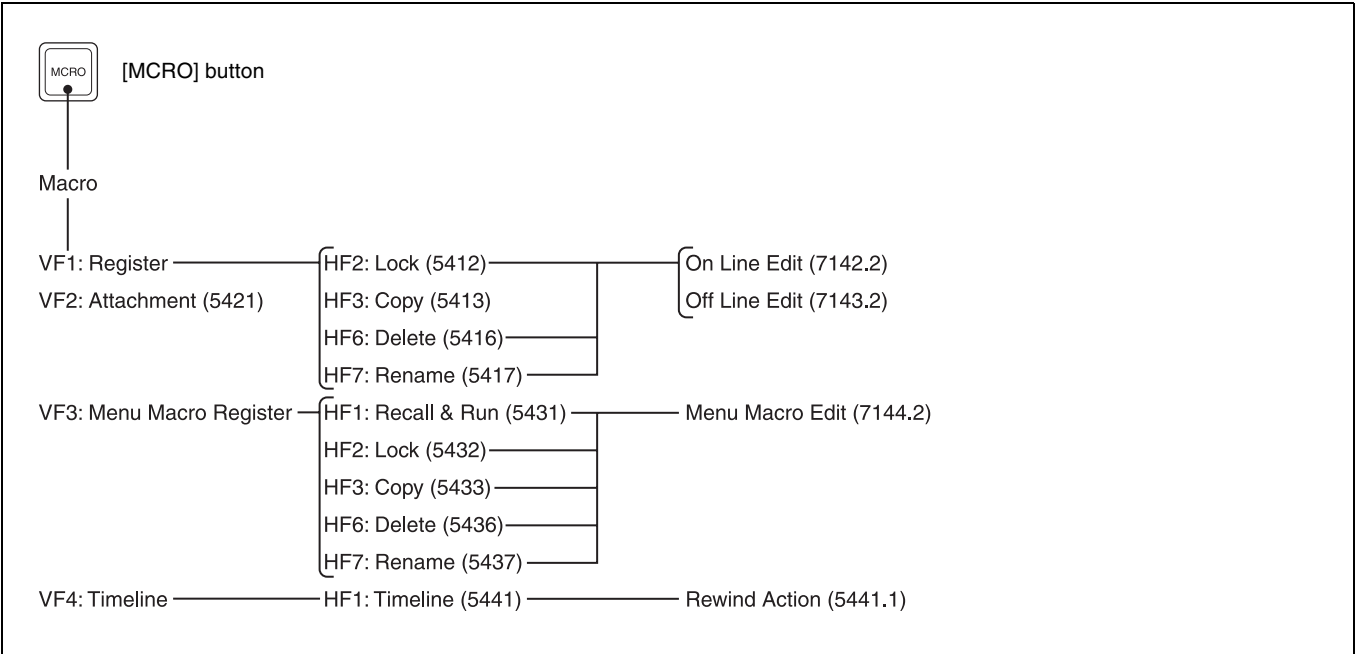 MCRO [MCRO] button
Macro
VF1: Register HF2: Lock (5412) On Line Edit (7142.2)
VF2: Attachment (5421) HF3: Copy (5413) Off Line Edit (7143.2)
HF6: Delete (5416)
HF7: Rename (5417)
VF3: Menu Macro Register HF1: Recall & Run (5431) Menu Macro Edit (7144.2)
HF2: Lock (5432)
HF3: Copy (5433)
HF6: Delete (5436)
HF7: Rename (5437)
VF4: Timeline HF1: Timeline (5441) Rewind Action (5441.1)